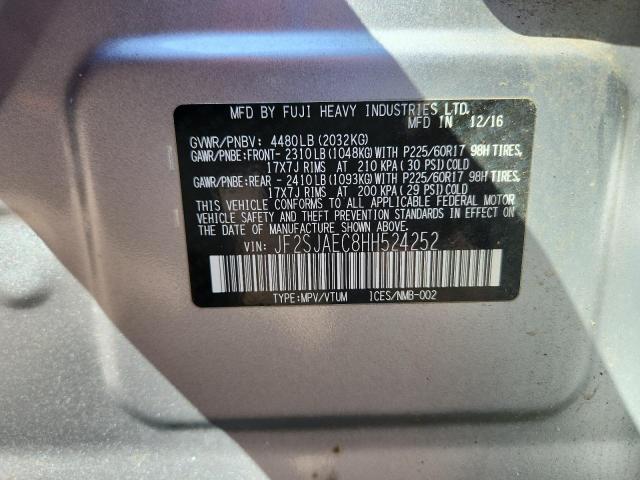 MFD BY FUJI HEAVY INDUSTRIES LTD.
MFD IN 12/16
GVWR/PNBV: 4480LB (2032KG)
GAWR/PNBE:FRONT- 2310LB (1048KG) WITH P225/60R17 98H TIRES,
17X7J RIMS AT 210 KPA (30 PSI) COLD
GAWR/PNBE:REAR - 2410LB (1093KG) WITH P225/60R17 98H TIRES,
17X7J RIMS AT 200 KPA (29 PSI) COLD
THIS VEHICLE CONFORMS TO ALL APPLICABLE FEDERAL MOTOR
VEHICLE SAFETY AND THEFT PREVENTION STANDARDS IN
EFFECT ON THE DATE OF MANUFACTURE SHOWN ABOVE.
VIN: JF2SJAEC8HH524252
TYPE:MPV/VTUM ICES/NMB-002